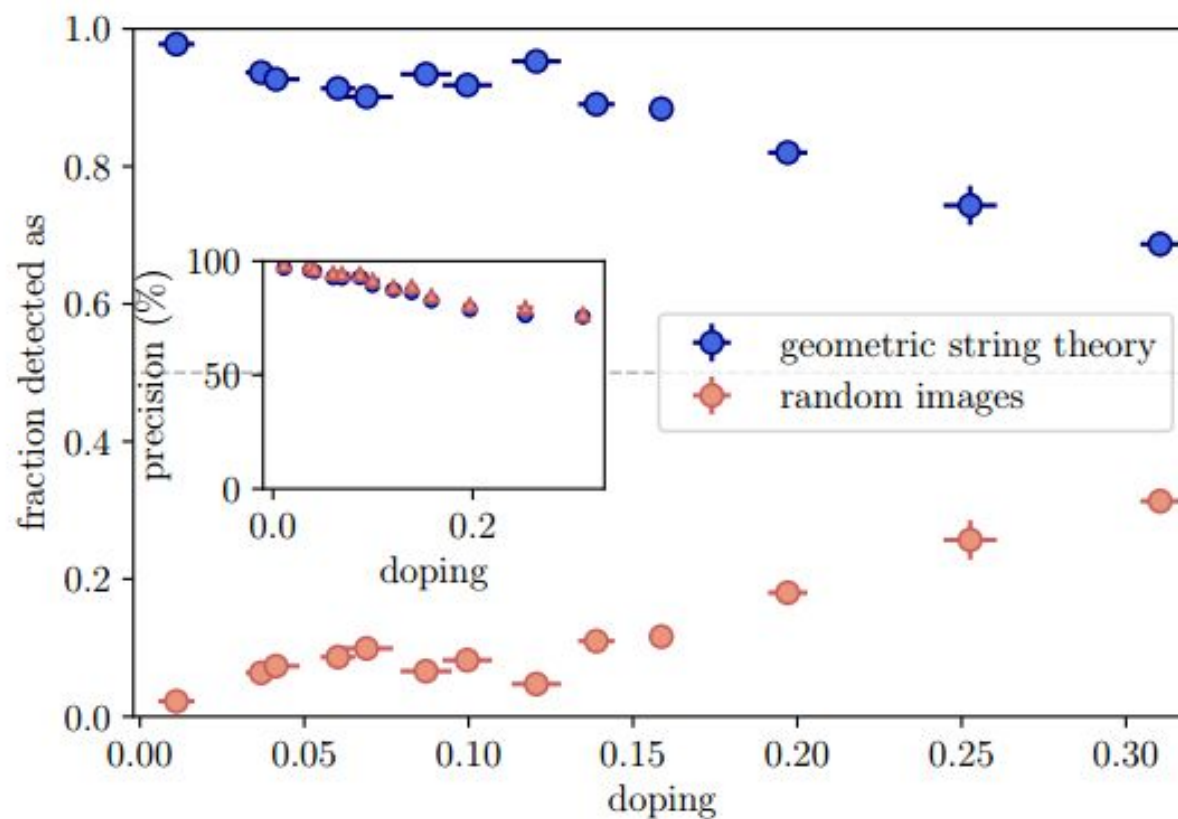 1.0
0.8
0.6
0.4
0.2
0.0
fraction detected as
100
50
0
precision (%)
0.0 0.2
doping
geometric string theory
random images
0.00 0.05 0.10 0.15 0.20 0.25 0.30
doping